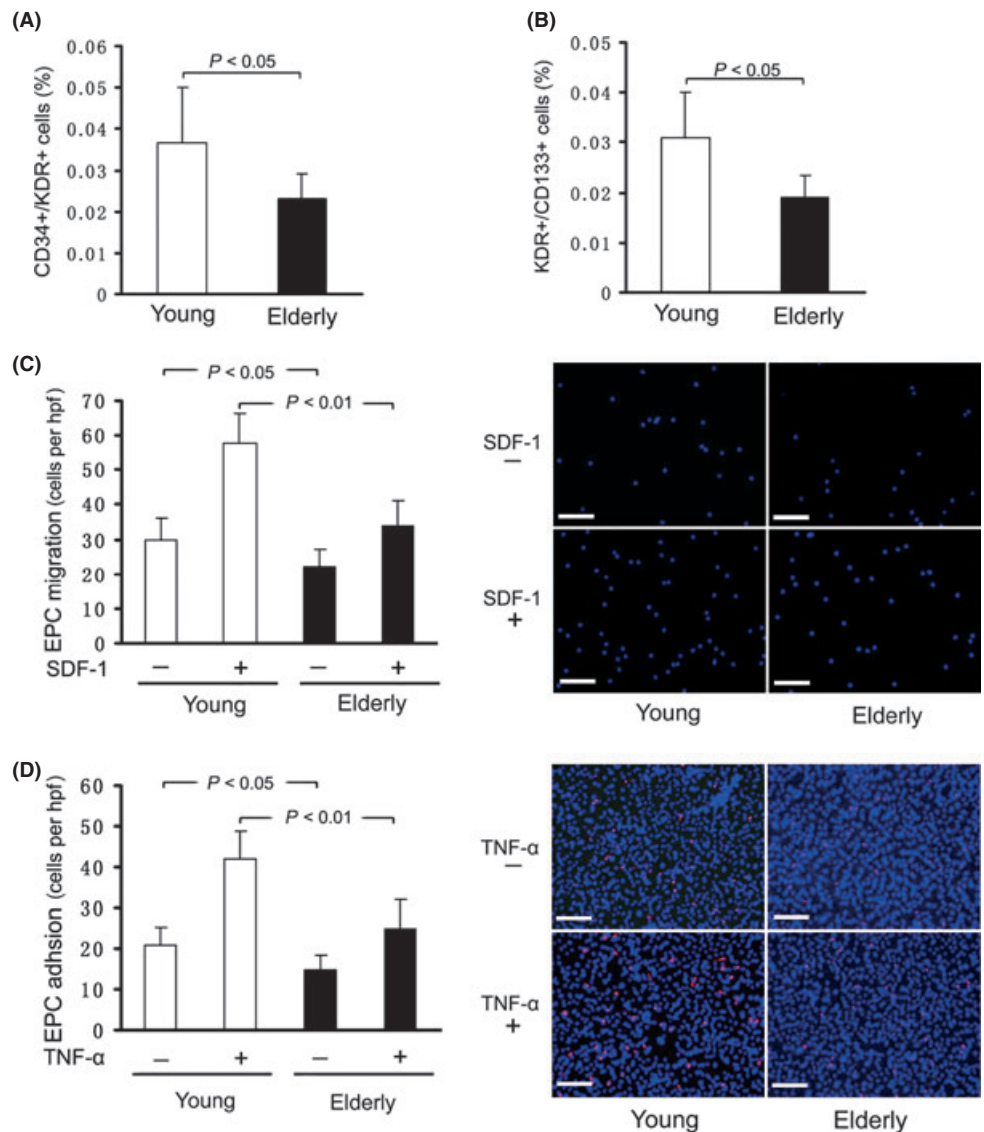 (A)
CD34+/KDR+ cells (%)
0.06
0.05
0.04
0.03
0.02
0.01
0
P < 0.05
Young Elderly
(B)
KDR+/CD133+ cells (%)
0.05
0.04
0.03
0.02
0.01
0
P < 0.05
Young Elderly
(C)
EPC migration (cells per hpf)
70
60
50
40
30
20
10
0
P < 0.05
P < 0.01
SDF-1 − + − +
Young Elderly
SDF-1
−
SDF-1
+
Young Elderly
(D)
EPC adhsion (cells per hpf)
60
50
40
30
20
10
0
P < 0.05
P < 0.01
TNF-α − + − +
Young Elderly
TNF-α
−
TNF-α
+
Young Elderly